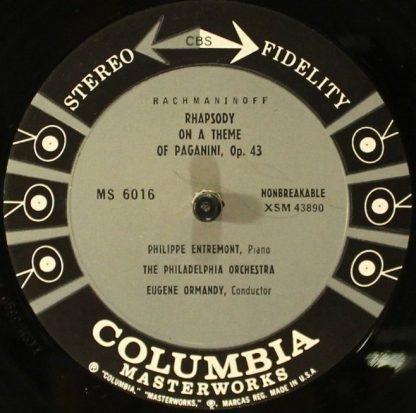 CBS
STEREO FIDELITY
RACHMANINOFF
RHAPSODY
ON A THEME
OF PAGANINI, Op. 43
MS 6016
NONBREAKABLE
XSM 43890
PHILIPPE ENTREMONT, Piano
THE PHILADELPHIA ORCHESTRA
EUGENE ORMANDY, Conductor
COLUMBIA
MASTERWORKS
® "COLUMBIA," "MASTERWORKS," Ⓟ, MARCAS REG. MADE IN U.S.A.